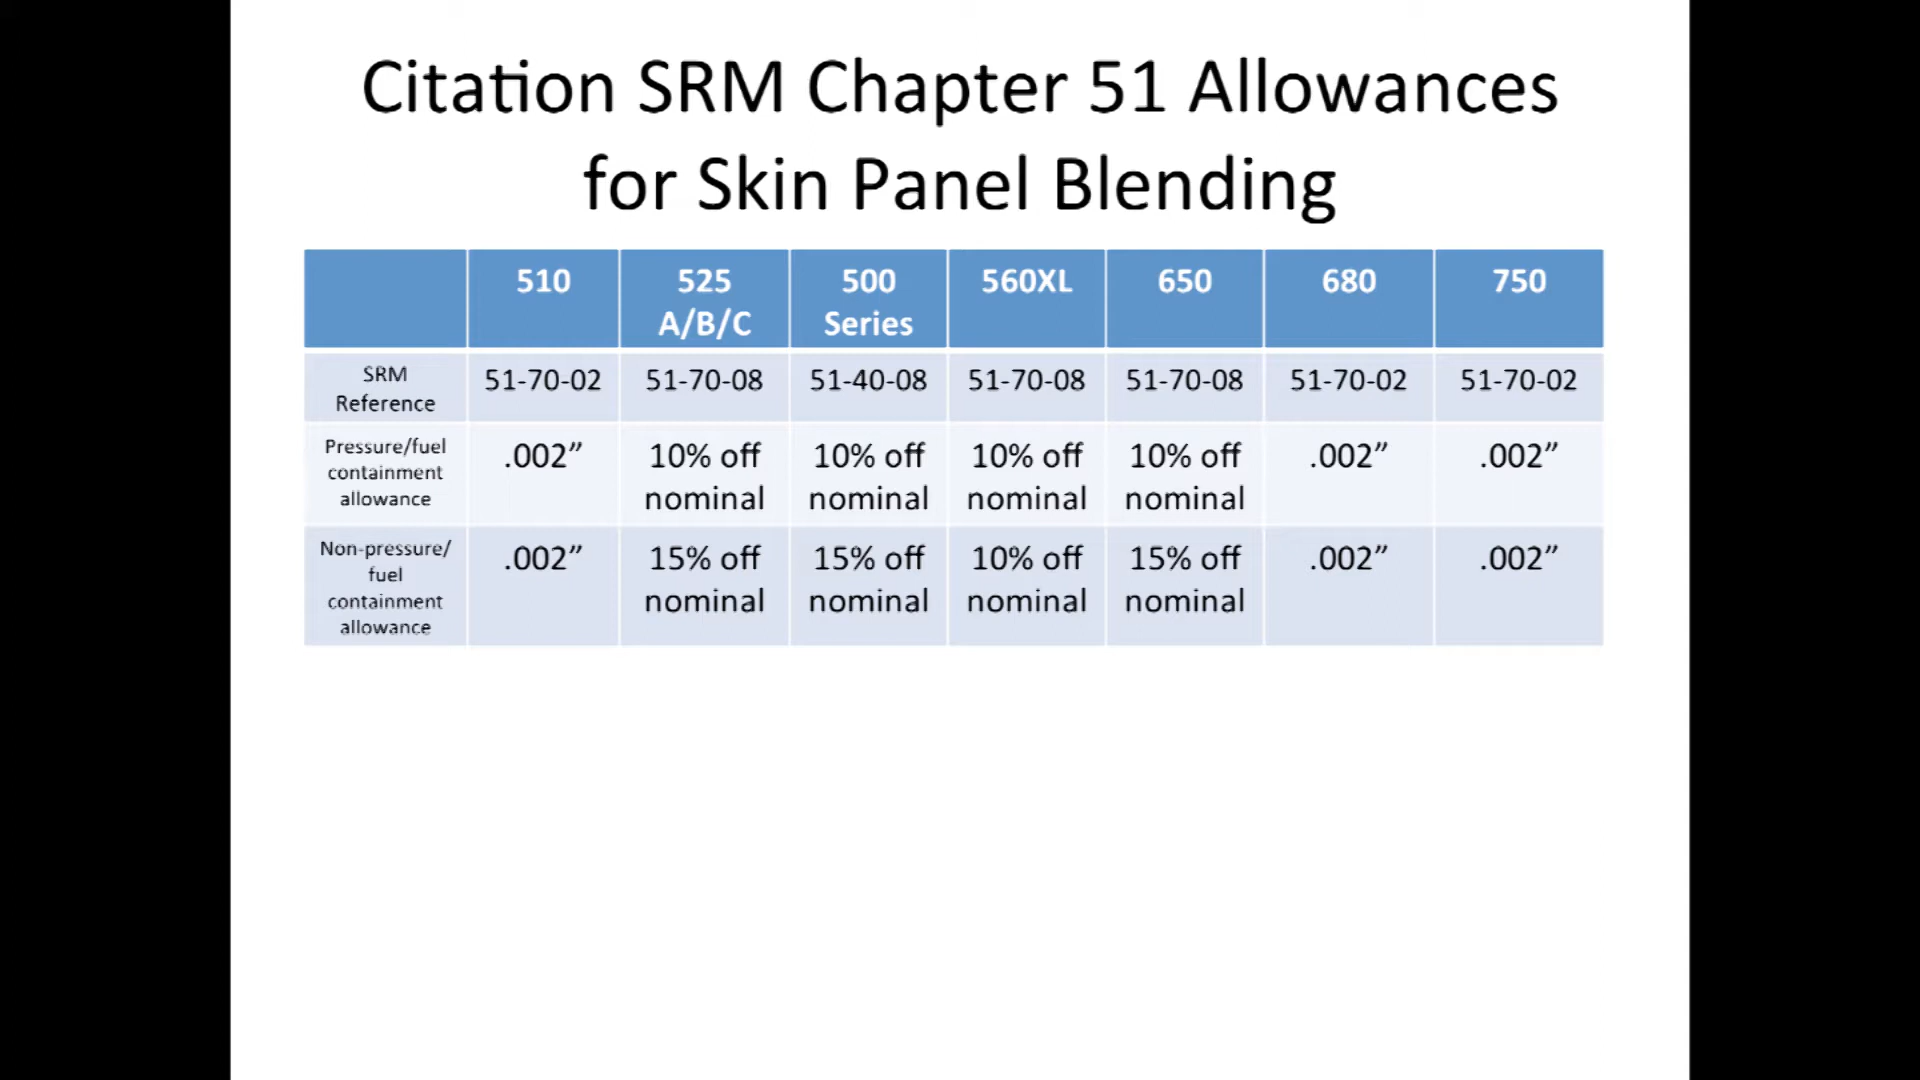 Citation SRM Chapter 51 Allowances
for Skin Panel Blending
510 525 A/B/C 500 Series 560XL 650 680 750
SRM Reference 51-70-02 51-70-08 51-40-08 51-70-08 51-70-08 51-70-02 51-70-02
Pressure/fuel containment allowance .002” 10% off nominal 10% off nominal 10% off nominal 10% off nominal .002” .002”
Non-pressure/ fuel containment allowance .002” 15% off nominal 15% off nominal 10% off nominal 15% off nominal .002” .002”